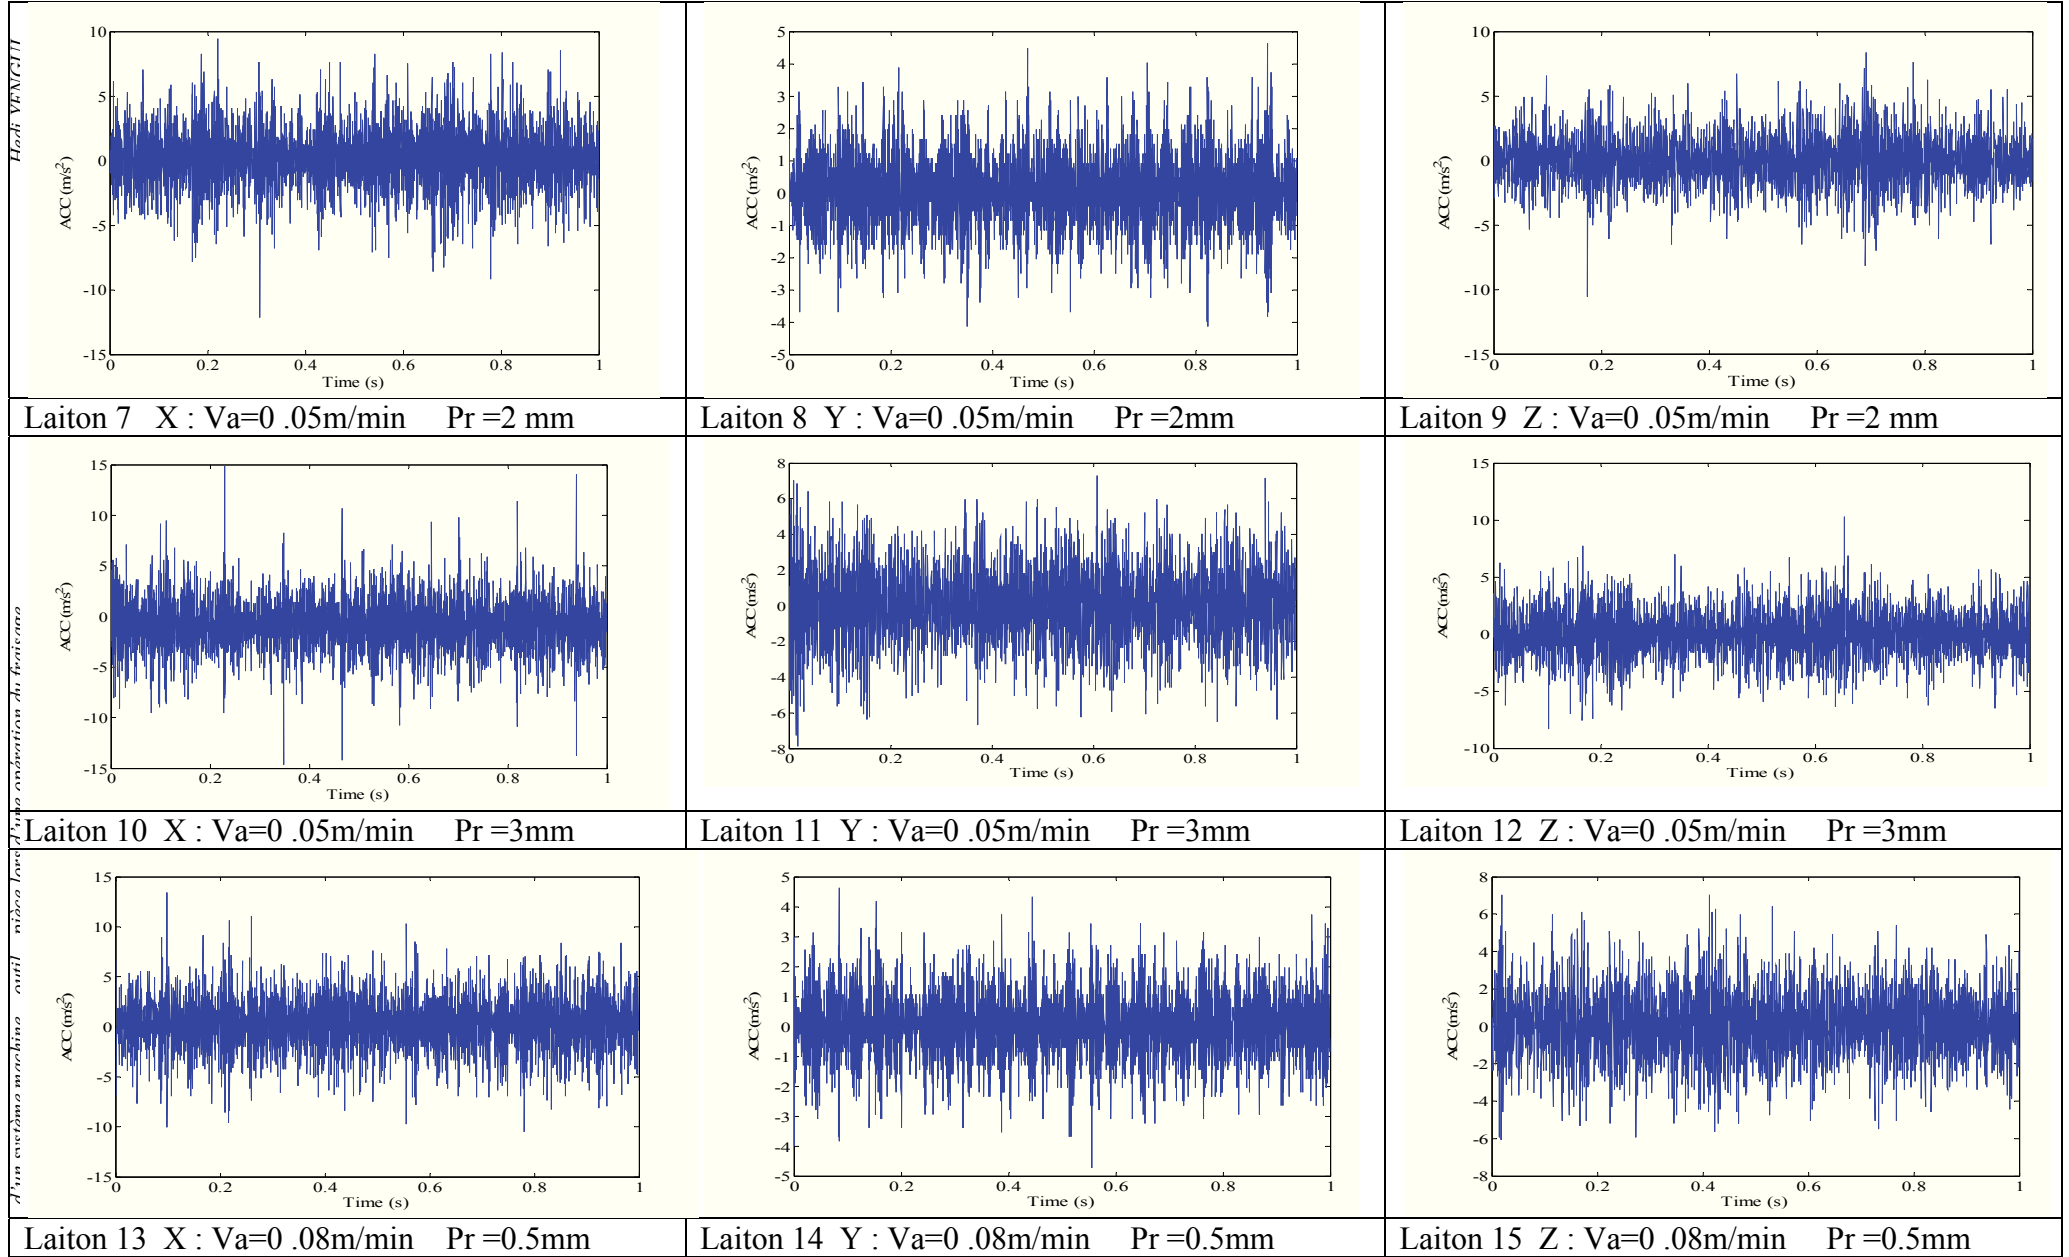 10
5
0
-5
-10
-15
ACC (m/s²)
0 0.2 0.4 0.6 0.8 1
Time (s)
Laiton 7 X : Va=0 .05m/min Pr =2 mm
5
4
3
2
1
0
-1
-2
-3
-4
-5
ACC (m/s²)
0 0.2 0.4 0.6 0.8 1
Time (s)
Laiton 8 Y : Va=0 .05m/min Pr =2mm
10
5
0
-5
-10
-15
ACC (m/s²)
0 0.2 0.4 0.6 0.8 1
Time (s)
Laiton 9 Z : Va=0 .05m/min Pr =2 mm
15
10
5
0
-5
-10
-15
ACC (m/s²)
0 0.2 0.4 0.6 0.8 1
Time (s)
Laiton 10 X : Va=0 .05m/min Pr =3mm
8
6
4
2
0
-2
-4
-6
-8
ACC (m/s²)
0 0.2 0.4 0.6 0.8 1
Time (s)
Laiton 11 Y : Va=0 .05m/min Pr =3mm
15
10
5
0
-5
-10
ACC (m/s²)
0 0.2 0.4 0.6 0.8 1
Time (s)
Laiton 12 Z : Va=0 .05m/min Pr =3mm
15
10
5
0
-5
-10
-15
ACC (m/s²)
0 0.2 0.4 0.6 0.8 1
Time (s)
Laiton 13 X : Va=0 .08m/min Pr =0.5mm
5
4
3
2
1
0
-1
-2
-3
-4
-5
ACC (m/s²)
0 0.2 0.4 0.6 0.8 1
Time (s)
Laiton 14 Y : Va=0 .08m/min Pr =0.5mm
8
6
4
2
0
-2
-4
-6
-8
ACC (m/s²)
0 0.2 0.4 0.6 0.8 1
Time (s)
Laiton 15 Z : Va=0 .08m/min Pr =0.5mm